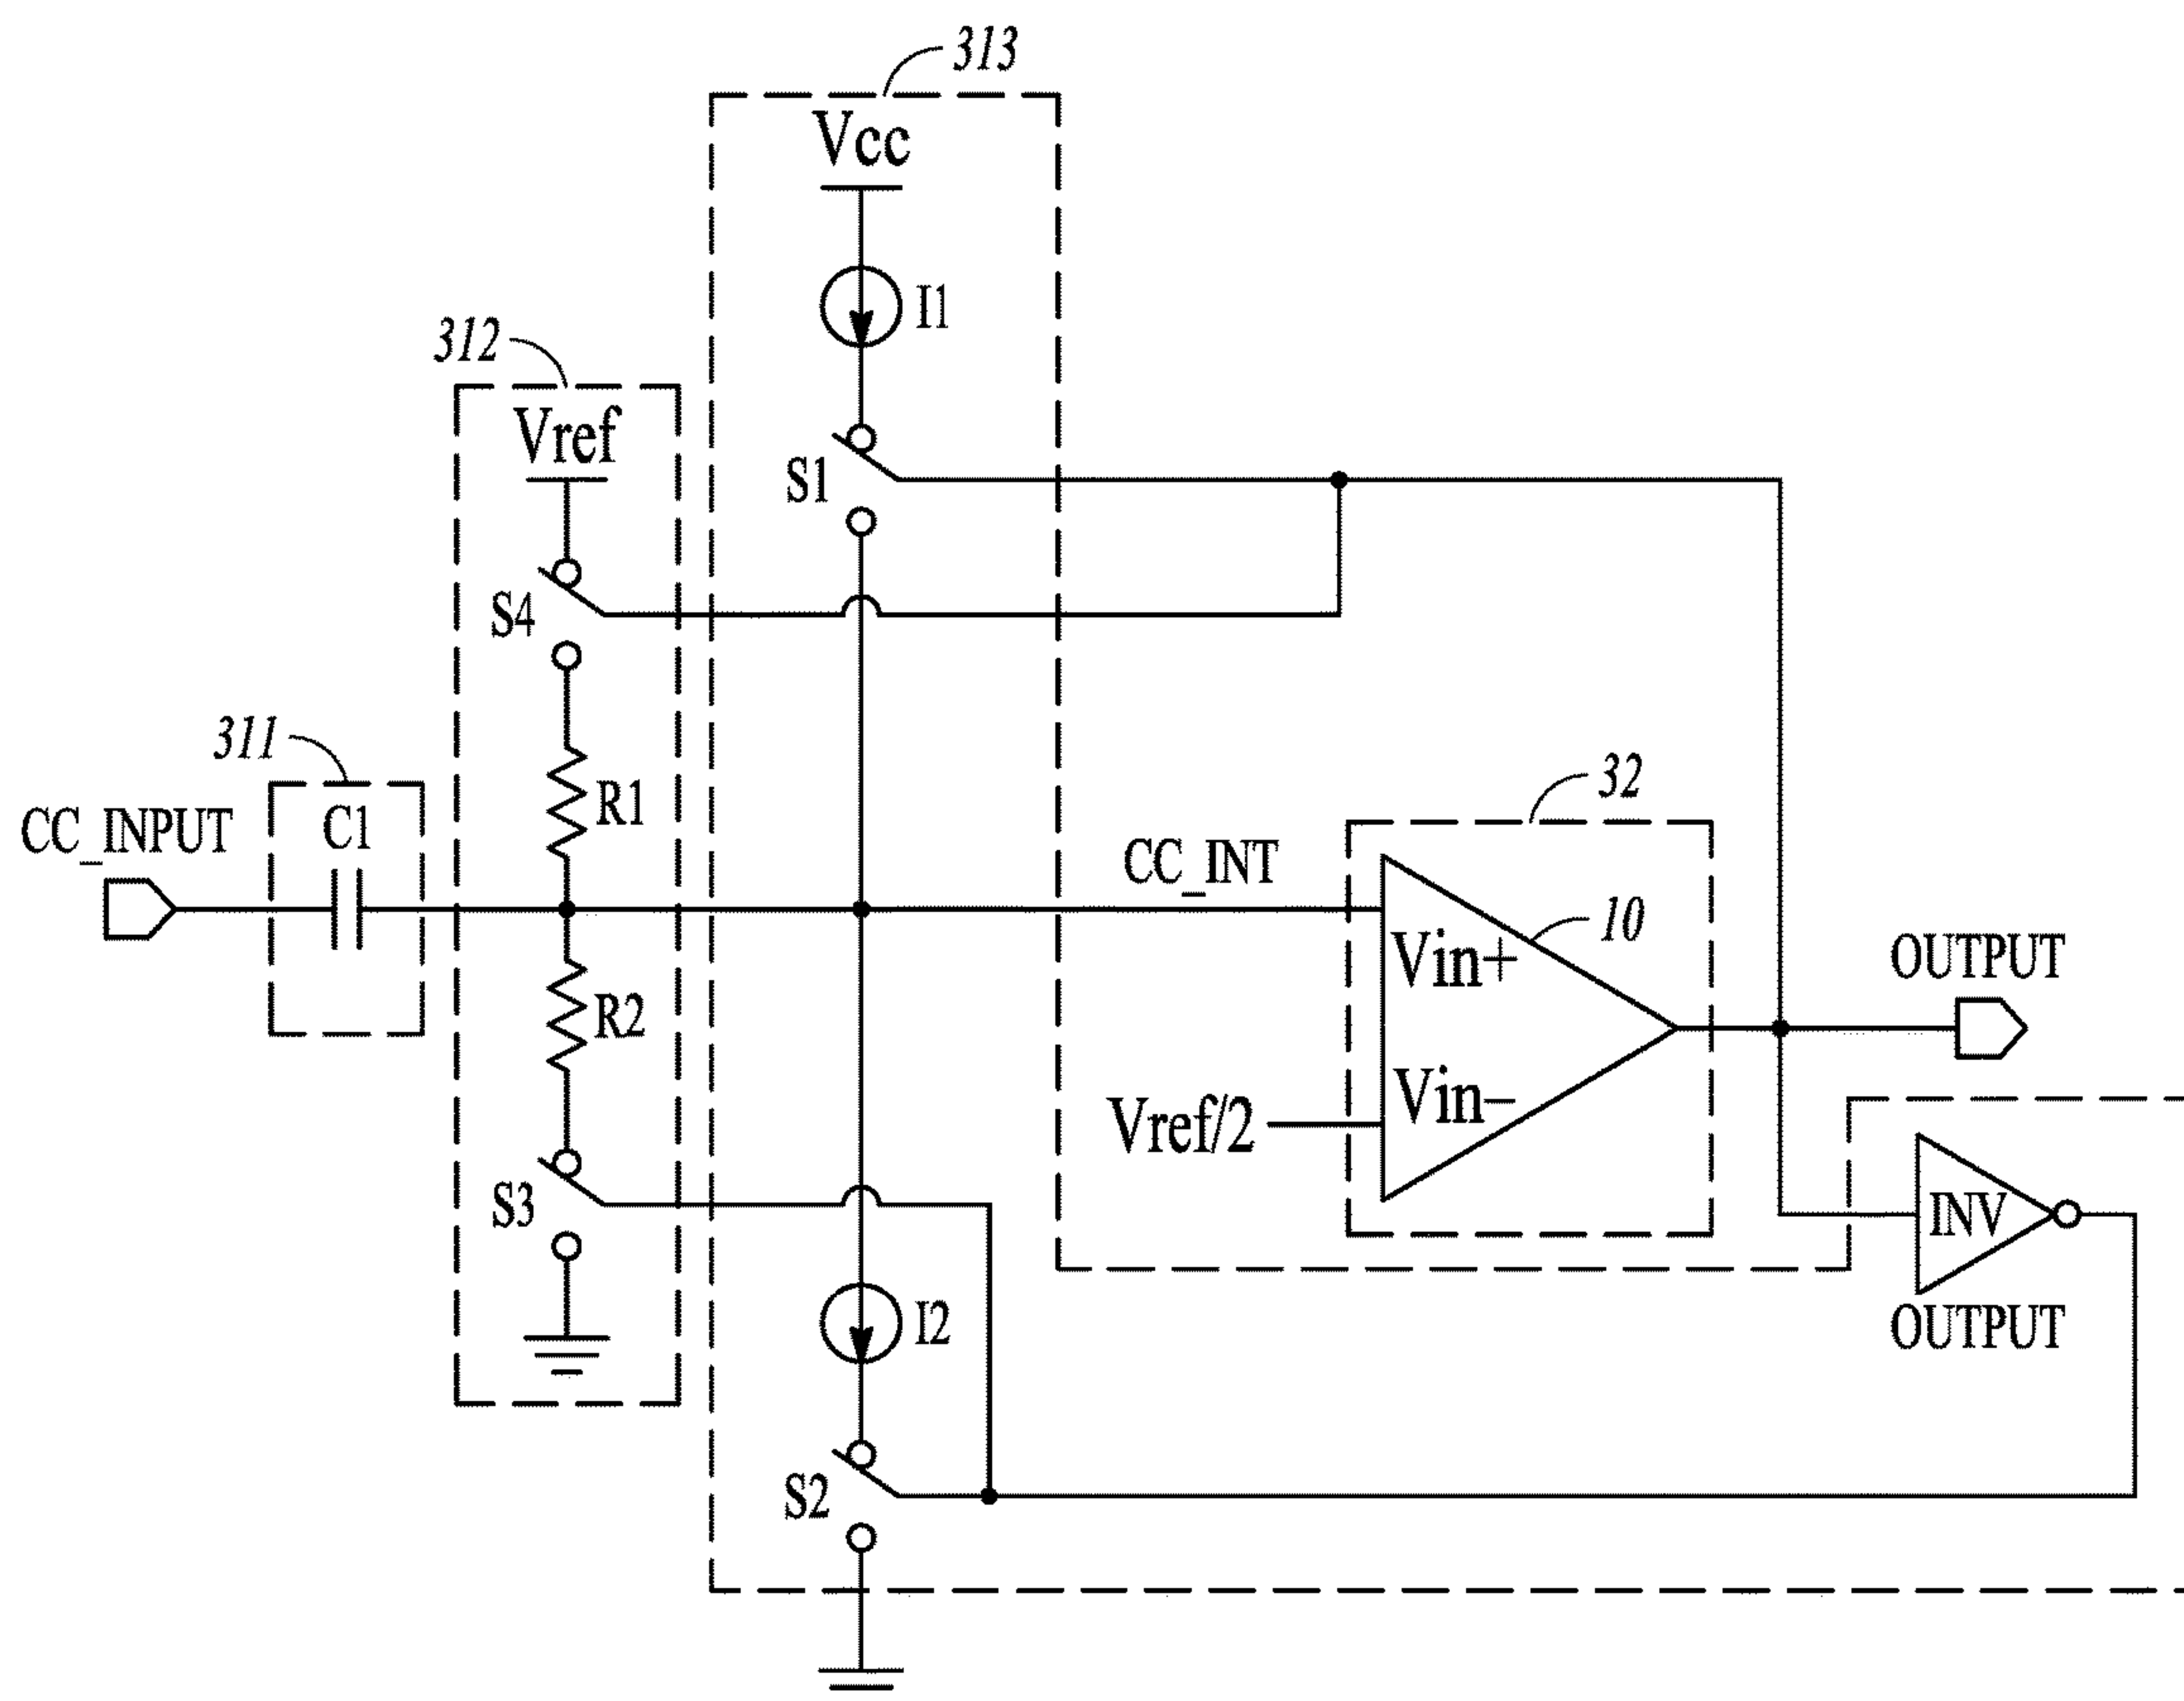 313
Vcc
I1
312
Vref
S1
S4
311
R1
32
CC_INPUT
C1
CC_INT
10
Vin+
OUTPUT
R2
Vin−
Vref/2
S3
INV
I2
OUTPUT
S2